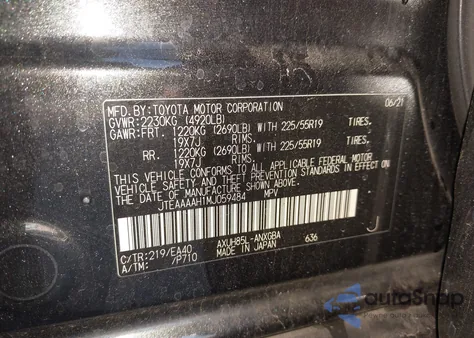 MFD.BY:TOYOTA MOTOR CORPORATION 06/21
GVWR:2230KG (4920LB)
GAWR:FRT. 1220KG (2690LB) WITH 225/55R19 TIRES,
19X7J RIMS.
RR. 1220KG (2690LB) WITH 225/55R19 TIRES,
19X7J RIMS.
THIS VEHICLE CONFORMS TO ALL APPLICABLE FEDERAL MOTOR
VEHICLE SAFETY AND THEFT PREVENTION STANDARDS IN EFFECT
ON THE DATE OF MANUFACTURE SHOWN ABOVE.
JTEAAAAH1MJ059484 MPV
C/TR:219/EA40 AXUH85L-ANXGBA 636
A/TM: /P710 MADE IN JAPAN
J
autoSnap